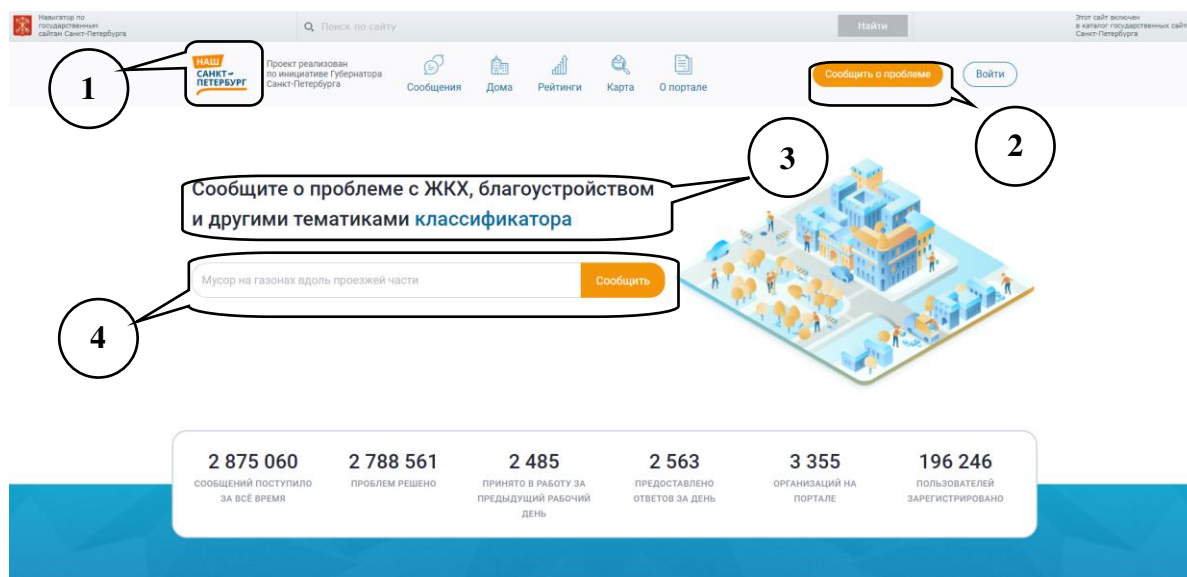 Навигатор по
государственным
сайтам Санкт-Петербурга
Поиск по сайту
Найти
Этот сайт включен
в каталог государственных сайт
Санкт-Петербурга
1
НАШ
САНКТ-
ПЕТЕРБУРГ
Проект реализован
по инициативе Губернатора
Санкт-Петербурга
Сообщения
Дома
Рейтинги
Карта
О портале
Сообщить о проблеме
Войти
2
3
Сообщите о проблеме с ЖКХ, благоустройством
и другими тематиками классификатора
Мусор на газонах вдоль проезжей части
Сообщить
4
2 875 060
СООБЩЕНИЙ ПОСТУПИЛО
ЗА ВСЁ ВРЕМЯ
2 788 561
ПРОБЛЕМ РЕШЕНО
2 485
ПРИНЯТО В РАБОТУ ЗА
ПРЕДЫДУЩИЙ РАБОЧИЙ
ДЕНЬ
2 563
ПРЕДОСТАВЛЕНО
ОТВЕТОВ ЗА ДЕНЬ
3 355
ОРГАНИЗАЦИЙ НА
ПОРТАЛЕ
196 246
ПОЛЬЗОВАТЕЛЕЙ
ЗАРЕГИСТРИРОВАНО